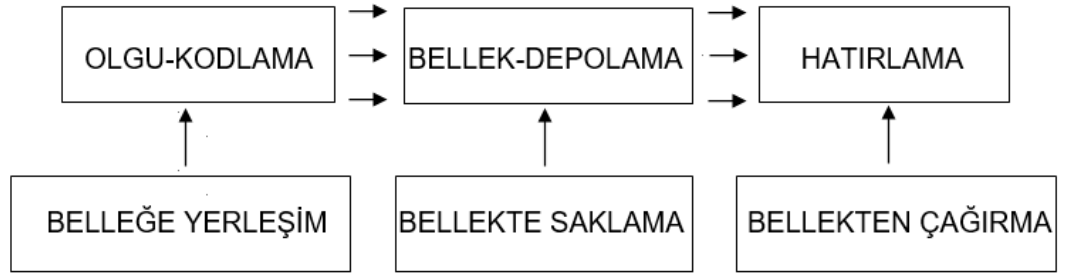 OLGU-KODLAMA
BELLEK-DEPOLAMA
HATIRLAMA
BELLEĞE YERLEŞİM
BELLEKTE SAKLAMA
BELLEKTEN ÇAĞIRMA